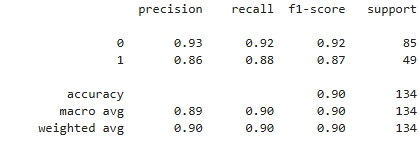 precision recall f1-score support
0 0.93 0.92 0.92 85
1 0.86 0.88 0.87 49
accuracy 0.90 134
macro avg 0.89 0.90 0.90 134
weighted avg 0.90 0.90 0.90 134